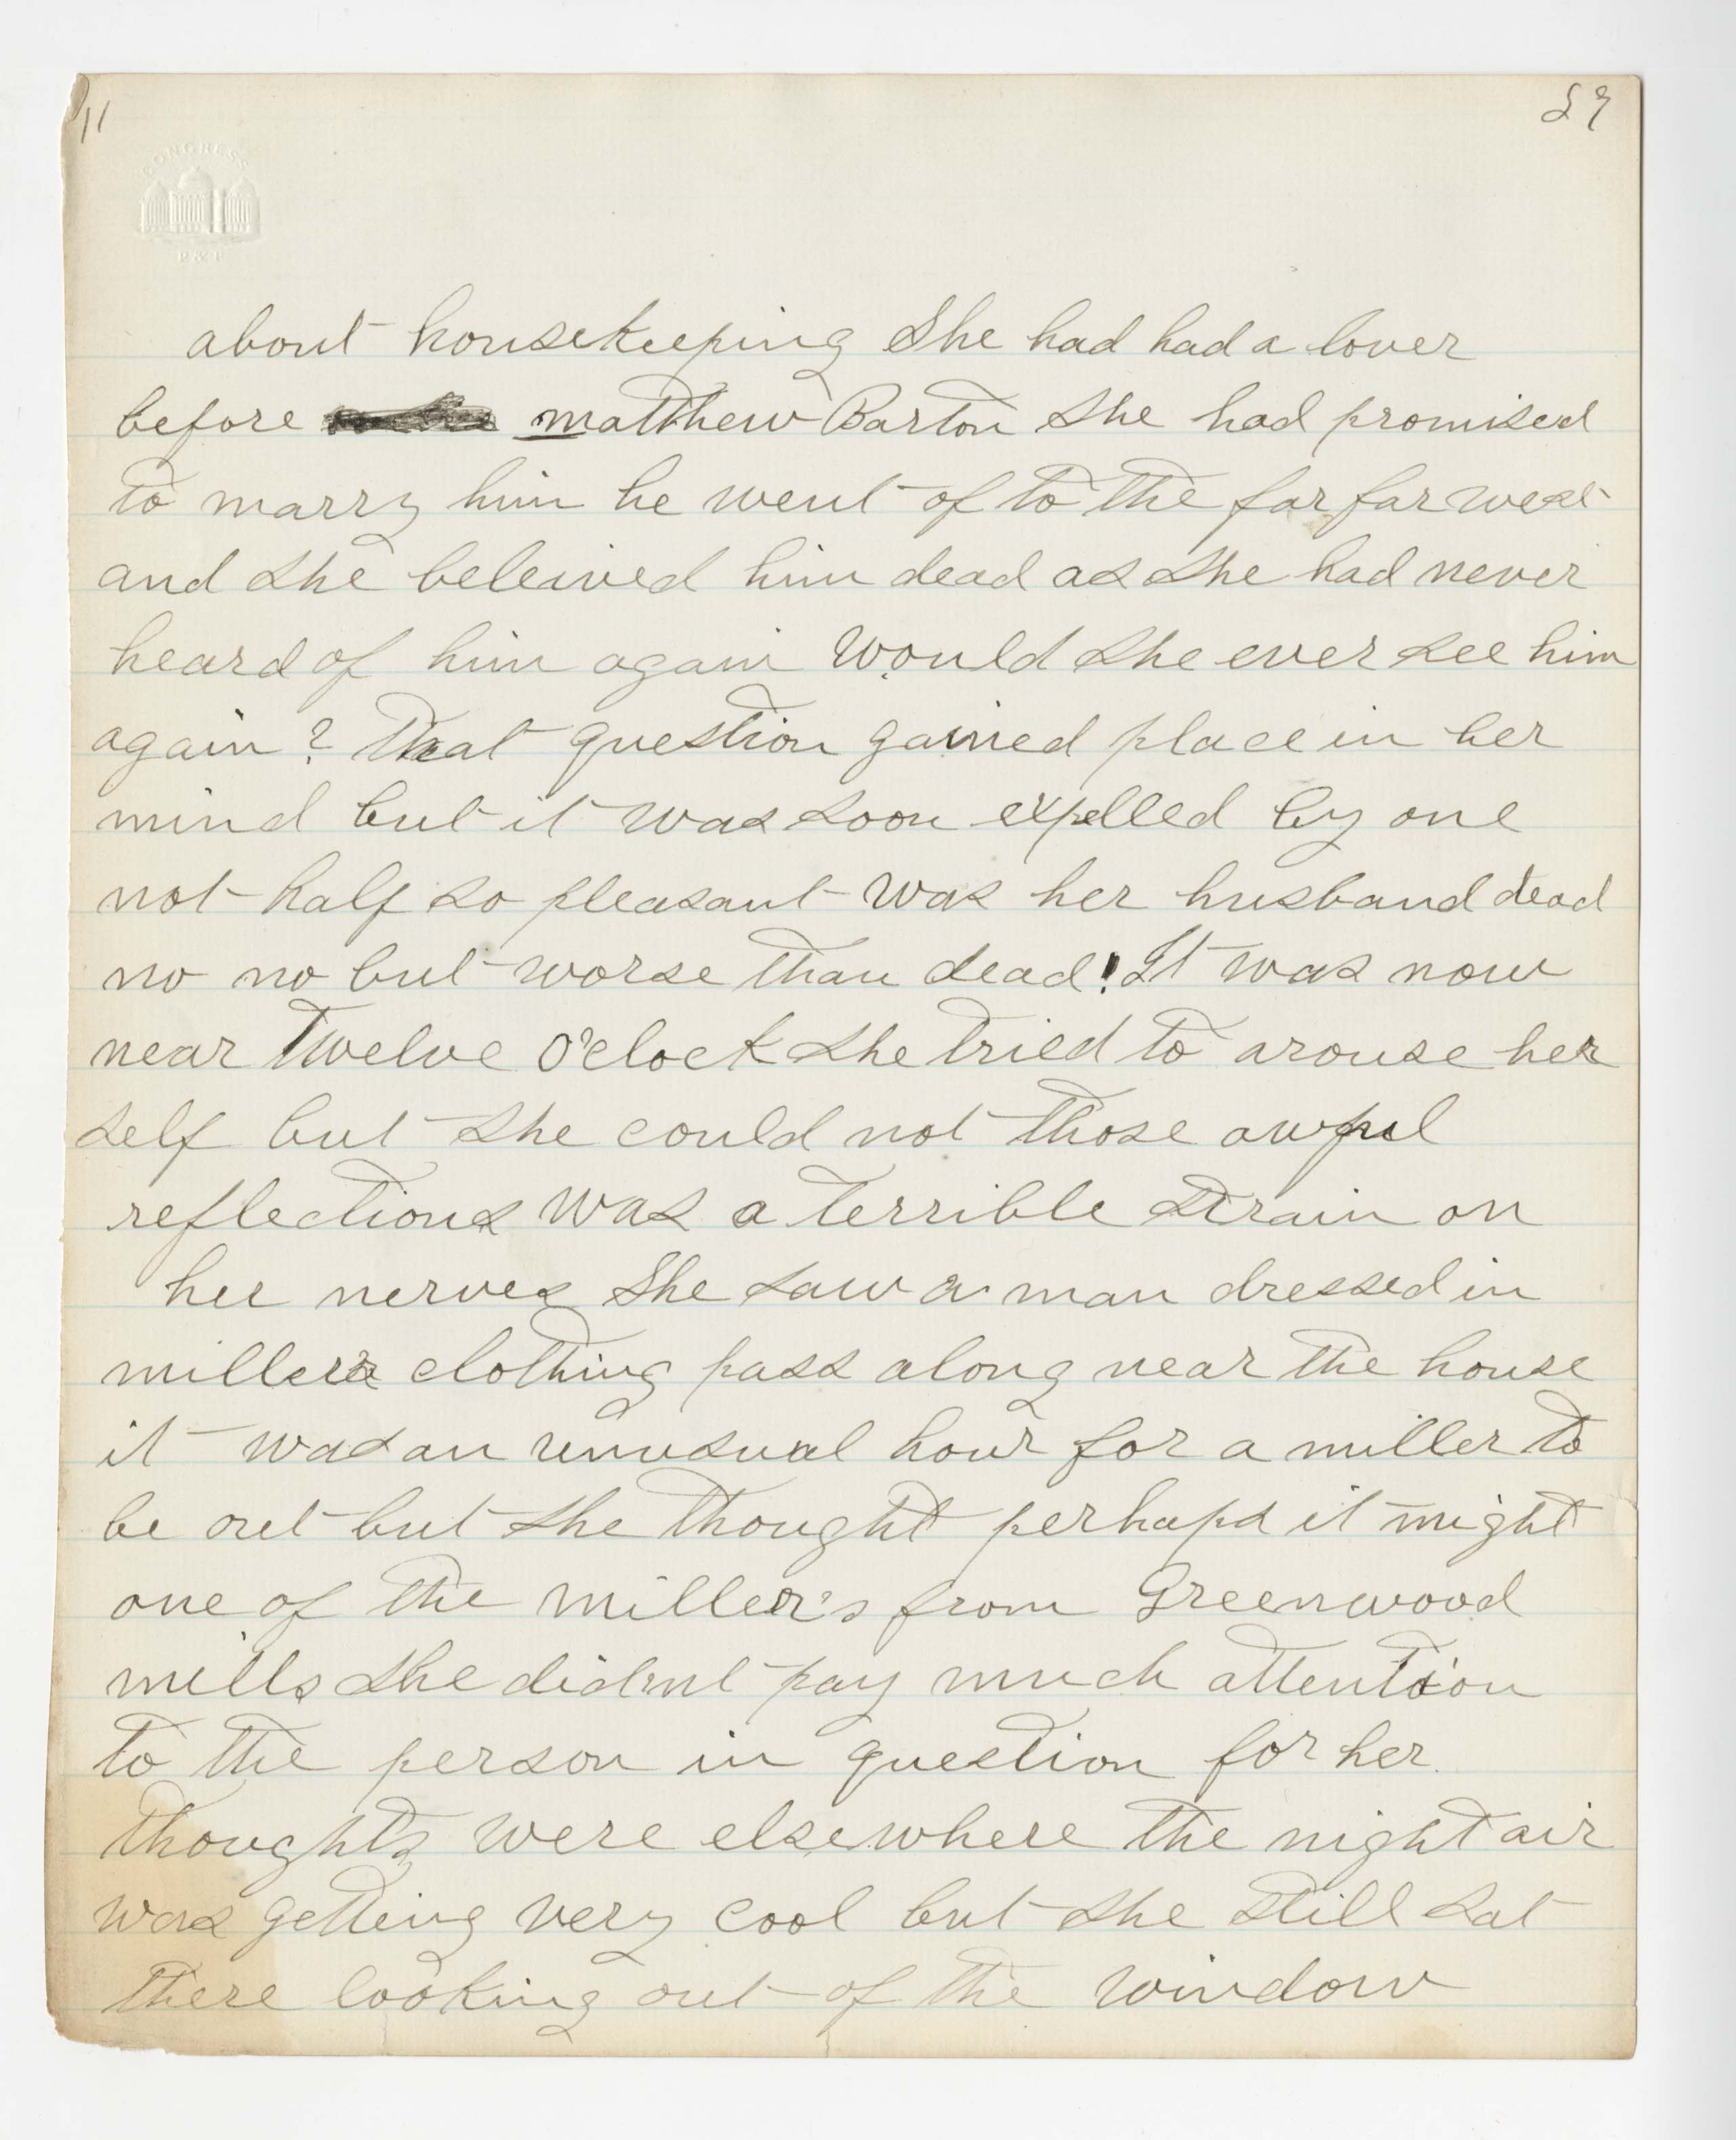 11
59
CONGRESS
P & P
about housekeeping She had had a lover
before matthew Barton she had promised
to marry him he went of to the far far west
and she beleived him dead as she had never
heard of him again would she ever see him
again? That question gained place in her
mind but it was soon expelled by one
not half so pleasant was her husband dead
no no but worse than dead! It was now
near Twelve O'clock she tried to arouse her
self but she could not those awful
reflections was a terrible strain on
her nerves She saw a man dressed in
millers clothing pass along near the house
it was an unusual hour for a miller to
be out but she thought perhaps it might
one of the miller's from Greenwood
mills she didnt pay much attention
to the person in question for her
thoughts were elsewhere the night air
was getting very cool but she still sat
there looking out of the window